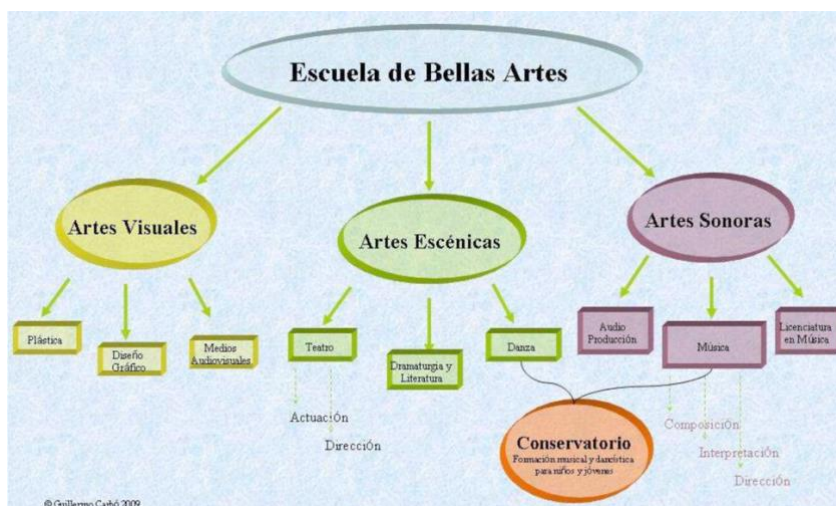 Escuela de Bellas Artes
Artes Visuales
Artes Escénicas
Artes Sonoras
Plástica
Diseño
Gráfico
Medios
Audiovisuales
Teatro
Dramaturgia y
Literatura
Danza
Audio
Producción
Música
Licenciatura
en Música
Actuación
Dirección
Conservatorio
Formación musical y dancística
para niños y jóvenes
Composición
Interpretación
Dirección
© Guillermo Carbó 2009